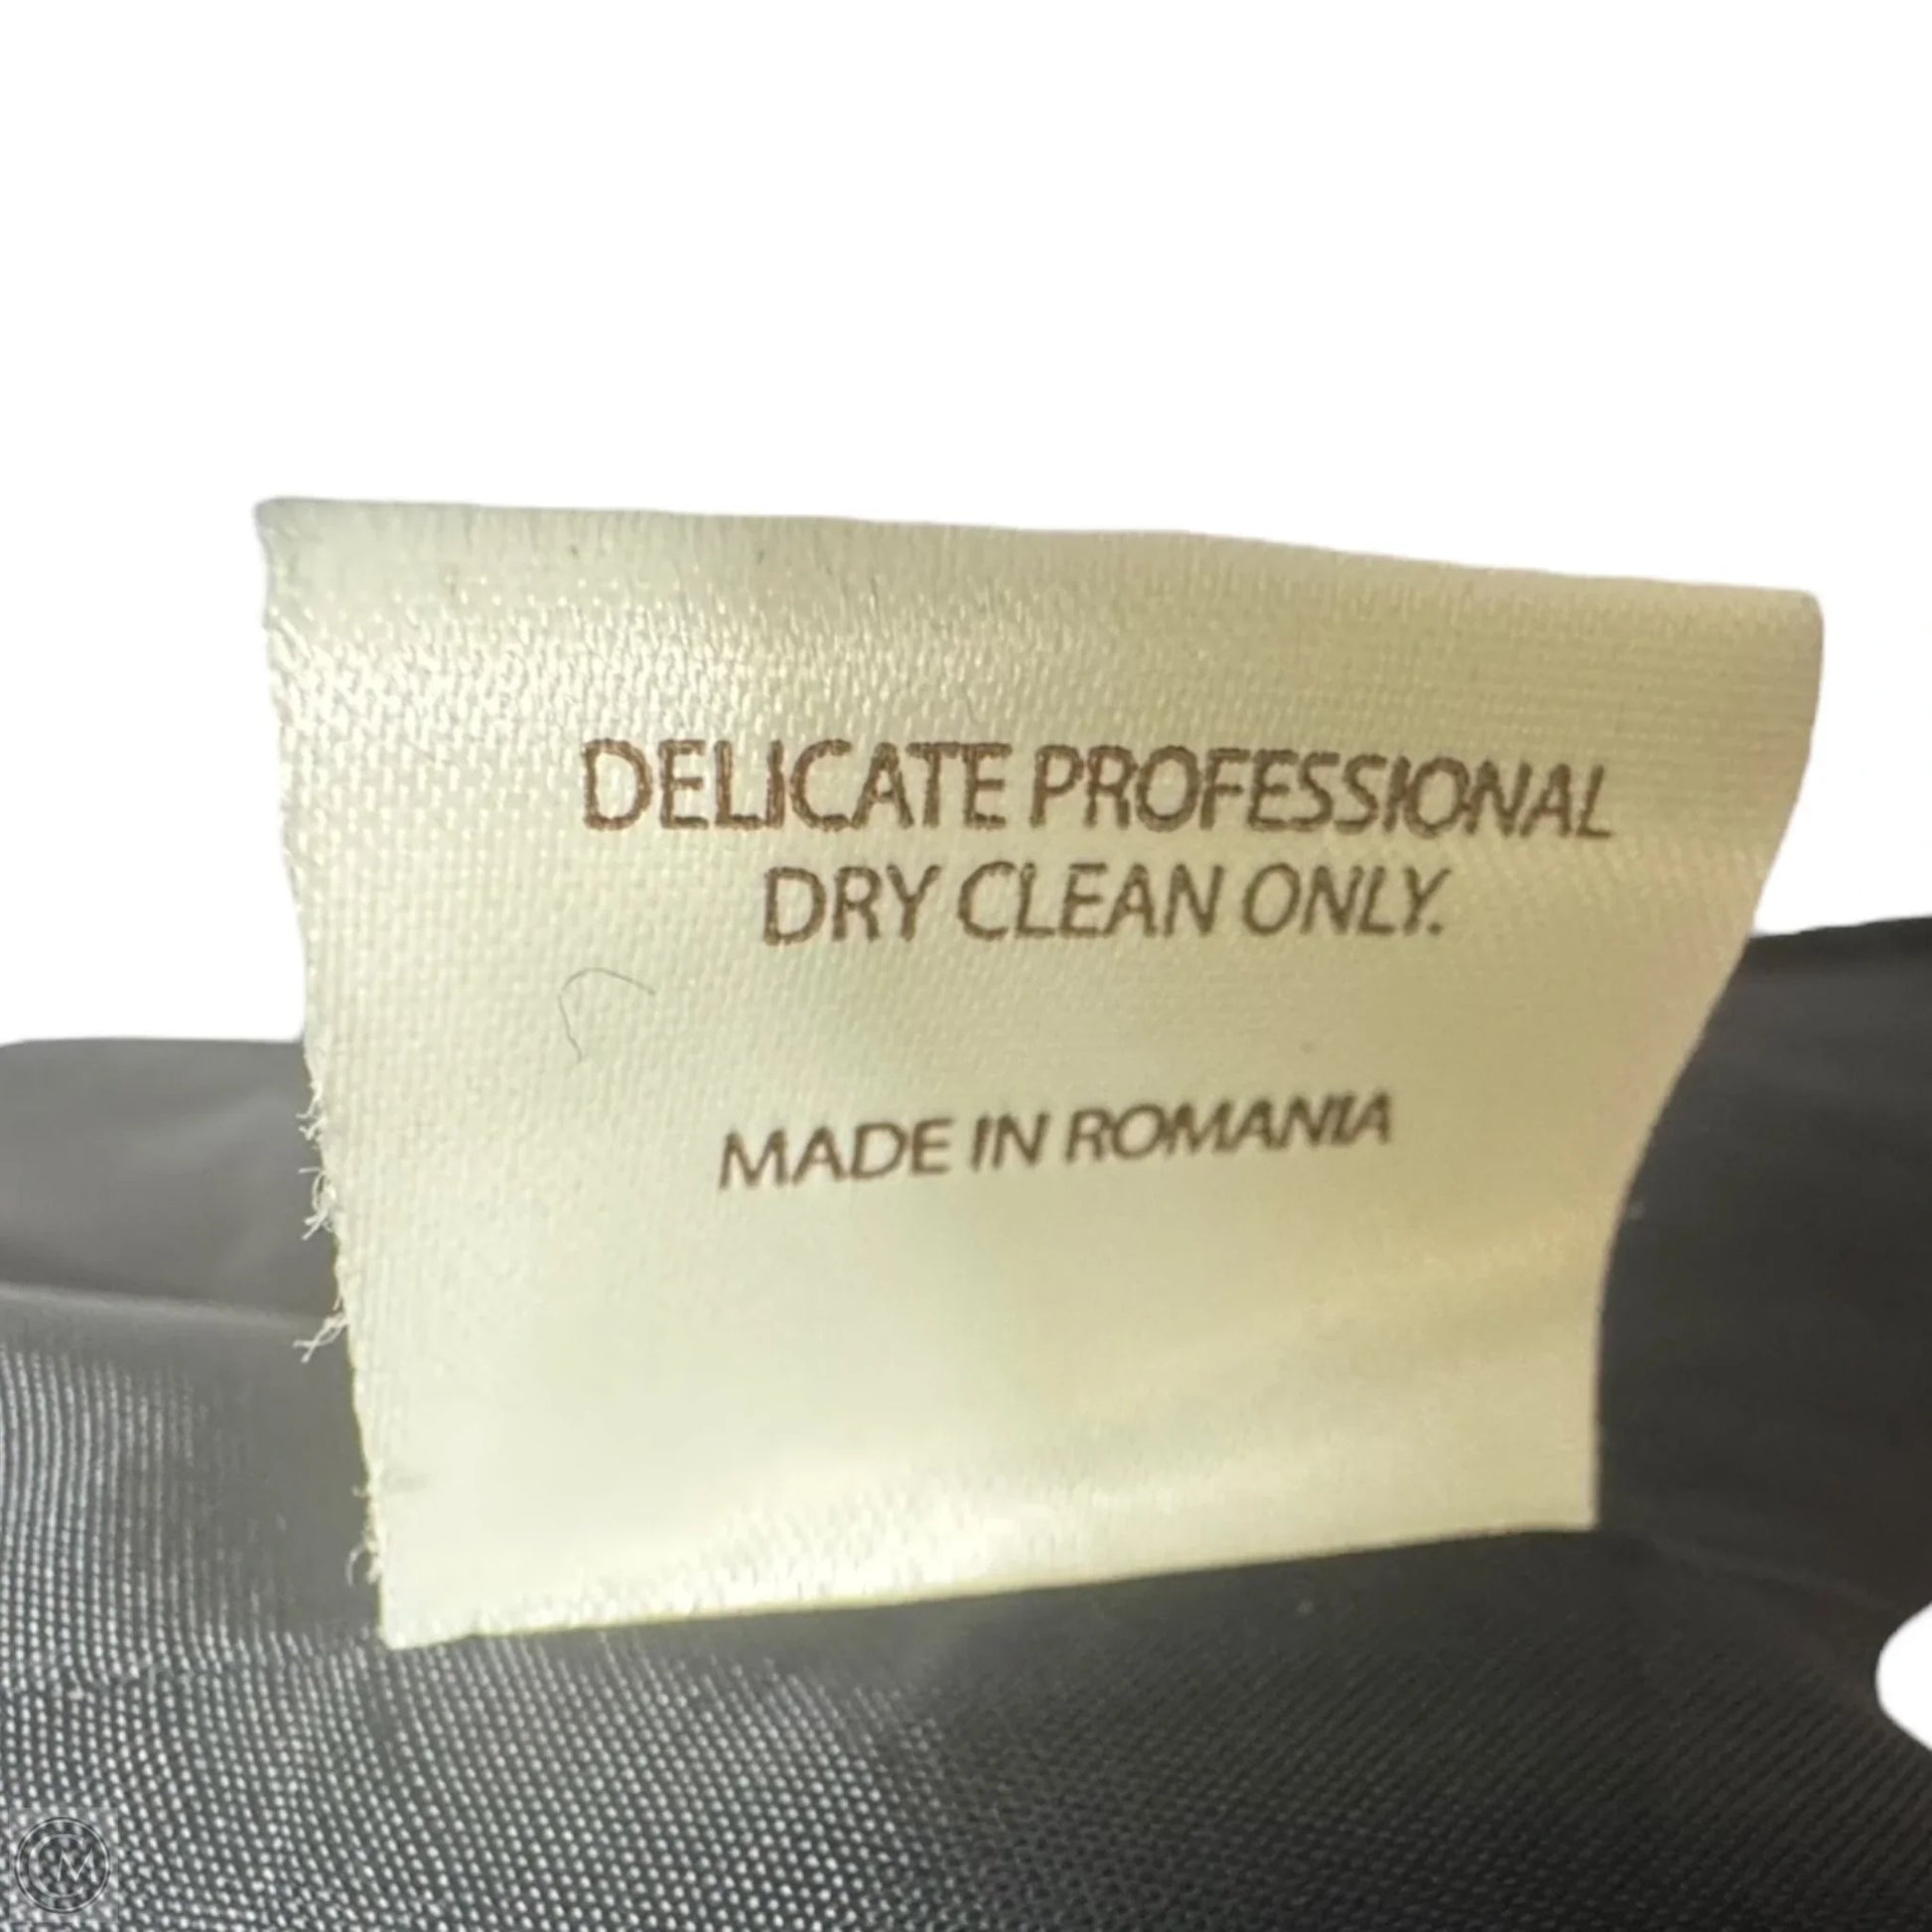 DELICATE PROFESSIONAL
DRY CLEAN ONLY.
MADE IN ROMANIA